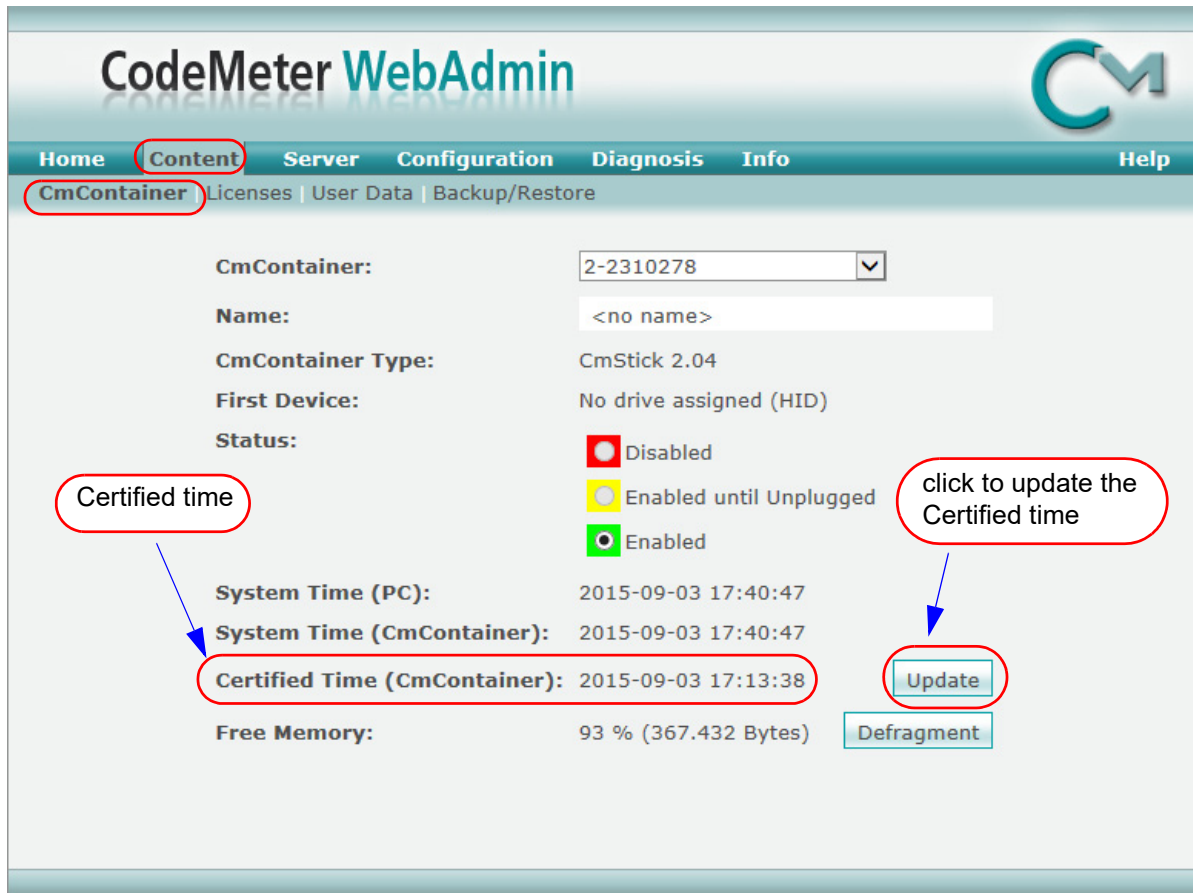 CodeMeter WebAdmin
CM
Home Content Server Configuration Diagnosis Info Help
CmContainer | Licenses | User Data | Backup/Restore
CmContainer: 2-2310278
Name: <no name>
CmContainer Type: CmStick 2.04
First Device: No drive assigned (HID)
Status:
Disabled
Enabled until Unplugged
Enabled
Certified time
click to update the
Certified time
System Time (PC): 2015-09-03 17:40:47
System Time (CmContainer): 2015-09-03 17:40:47
Certified Time (CmContainer): 2015-09-03 17:13:38 Update
Free Memory: 93 % (367.432 Bytes) Defragment